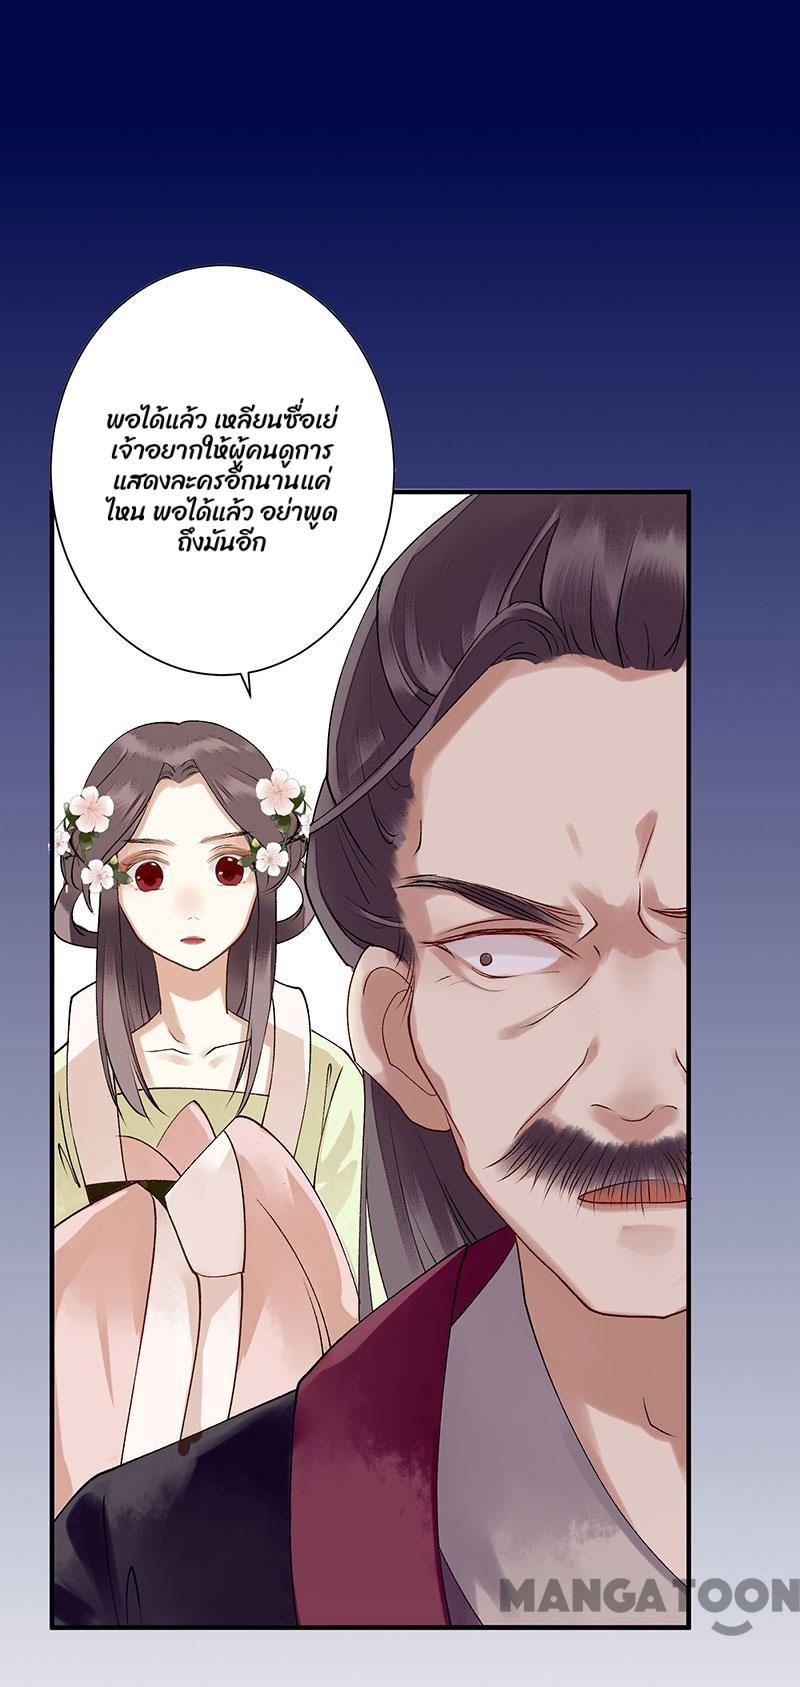 พอได้แล้ว เหลียนซื่อเย่
เจ้าอยากให้ผู้คนดูการ
แสดงละครอีกนานแค่
ไหน พอได้แล้ว อย่าพูด
ถึงมันอีก
MANGATOON